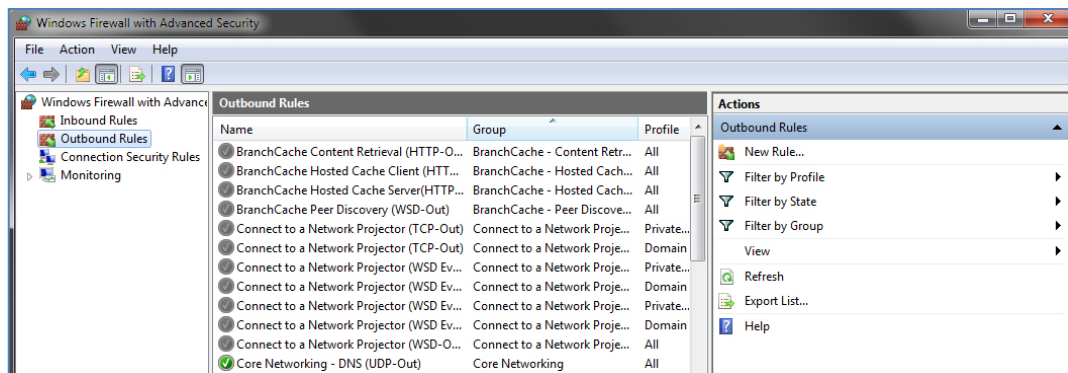 Windows Firewall with Advanced Security
File Action View Help
Windows Firewall with Advance
Inbound Rules
Outbound Rules
Connection Security Rules
Monitoring
Outbound Rules
Name Group Profile
BranchCache Content Retrieval (HTTP-O... BranchCache - Content Retr... All
BranchCache Hosted Cache Client (HTT... BranchCache - Hosted Cach... All
BranchCache Hosted Cache Server(HTTP... BranchCache - Hosted Cach... All
BranchCache Peer Discovery (WSD-Out) BranchCache - Peer Discove... All
Connect to a Network Projector (TCP-Out) Connect to a Network Proje... Private...
Connect to a Network Projector (TCP-Out) Connect to a Network Proje... Domain
Connect to a Network Projector (WSD Ev... Connect to a Network Proje... Private...
Connect to a Network Projector (WSD Ev... Connect to a Network Proje... Domain
Connect to a Network Projector (WSD Ev... Connect to a Network Proje... Private...
Connect to a Network Projector (WSD Ev... Connect to a Network Proje... Domain
Connect to a Network Projector (WSD-O... Connect to a Network Proje... All
Core Networking - DNS (UDP-Out) Core Networking All
Actions
Outbound Rules
New Rule...
Filter by Profile
Filter by State
Filter by Group
View
Refresh
Export List...
Help